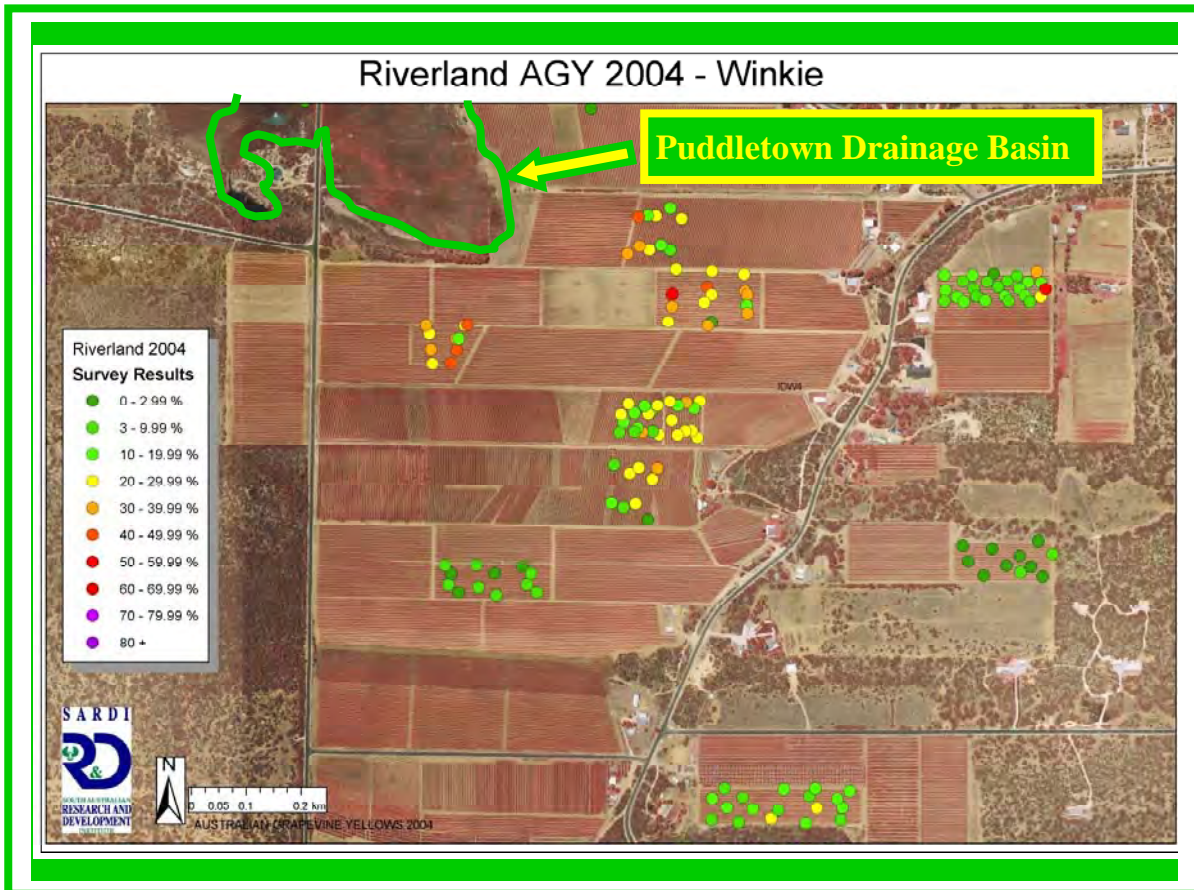 Riverland AGY 2004 - Winkie
Puddletown Drainage Basin
IDW4
Riverland 2004
Survey Results
0 - 2.99 %
3 - 9.99 %
10 - 19.99 %
20 - 29.99 %
30 - 39.99 %
40 - 49.99 %
50 - 59.99 %
60 - 69.99 %
70 - 79.99 %
80 +
SARDI
R&D
SOUTH AUSTRALIAN
RESEARCH AND
DEVELOPMENT
INSTITUTE
N
0 0.05 0.1 0.2 km
AUSTRALIAN GRAPEVINE YELLOWS 2004